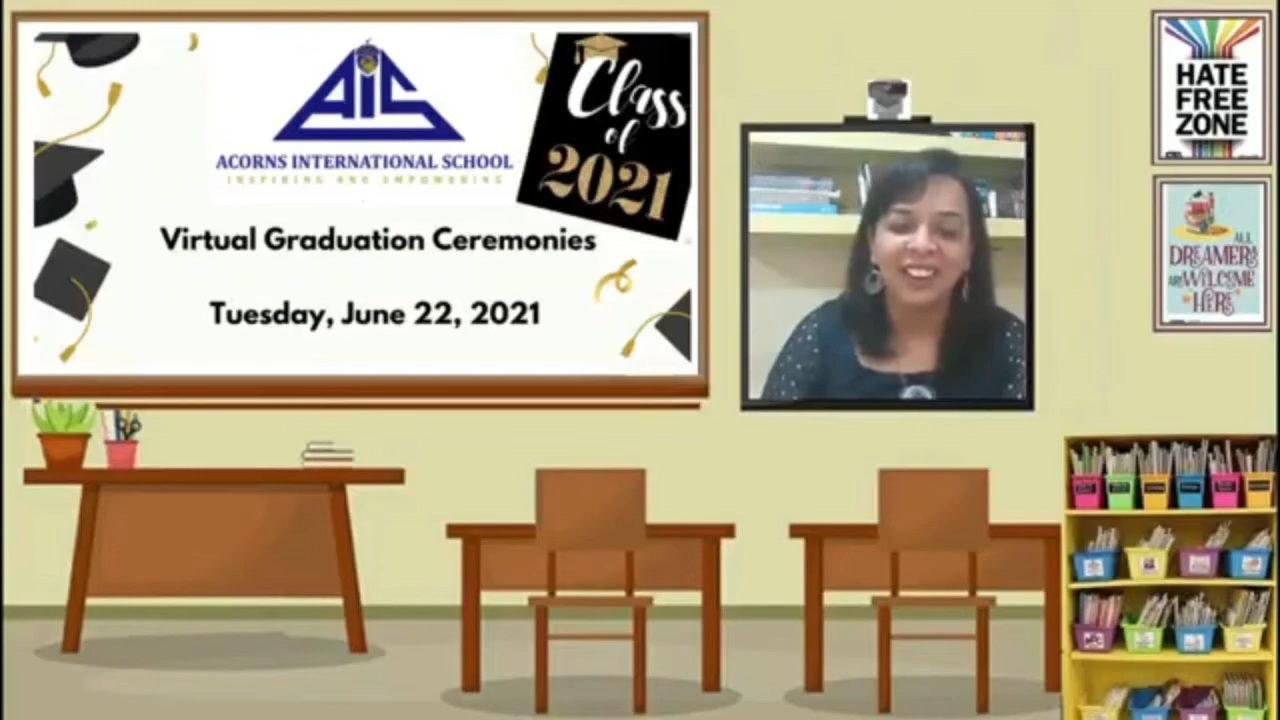 AiS
ACORNS INTERNATIONAL SCHOOL
INSPIRING AND EMPOWERING
Class
of
2021
Virtual Graduation Ceremonies
Tuesday, June 22, 2021
HATE
FREE
ZONE
ALL
DREAMERS
ARE WELCOME
HERE